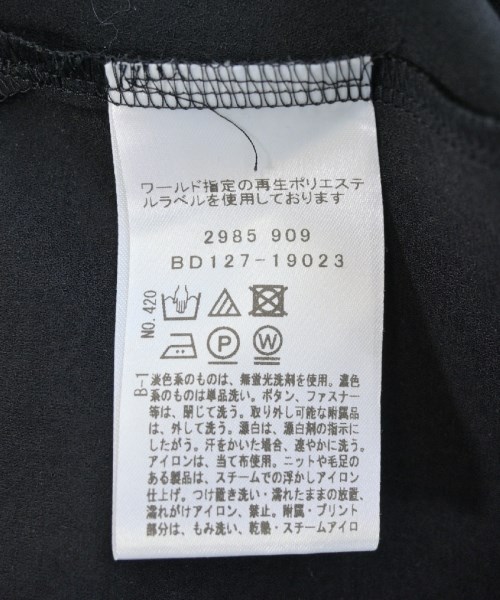 ワールド指定の再生ポリエステ
ルラベルを使用しております
2985 909
BD127-19023
NO.420
P
W
B-1
淡色系のものは、無蛍光洗剤を使用。濃色
系のものは単品洗い。ボタン、ファスナー
等は、閉じて洗う。取り外し可能な附属品
は、外して洗う。漂白は、漂白剤の指示に
したがう。汗をかいた場合、速やかに洗う。
アイロンは、当て布使用。ニットや毛足の
ある製品は、スチームでの浮かしアイロン
仕上げ。つけ置き洗い・濡れたままの放置、
濡れがけアイロン、禁止。附属・プリント
部分は、もみ洗い、乾熱・スチームアイロ